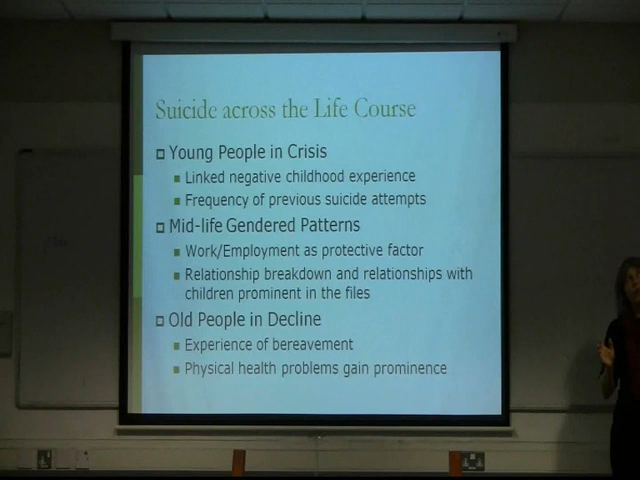 Suicide across the Life Course
Young People in Crisis
Linked negative childhood experience
Frequency of previous suicide attempts
Mid-life Gendered Patterns
Work/Employment as protective factor
Relationship breakdown and relationships with
children prominent in the files
Old People in Decline
Experience of bereavement
Physical health problems gain prominence